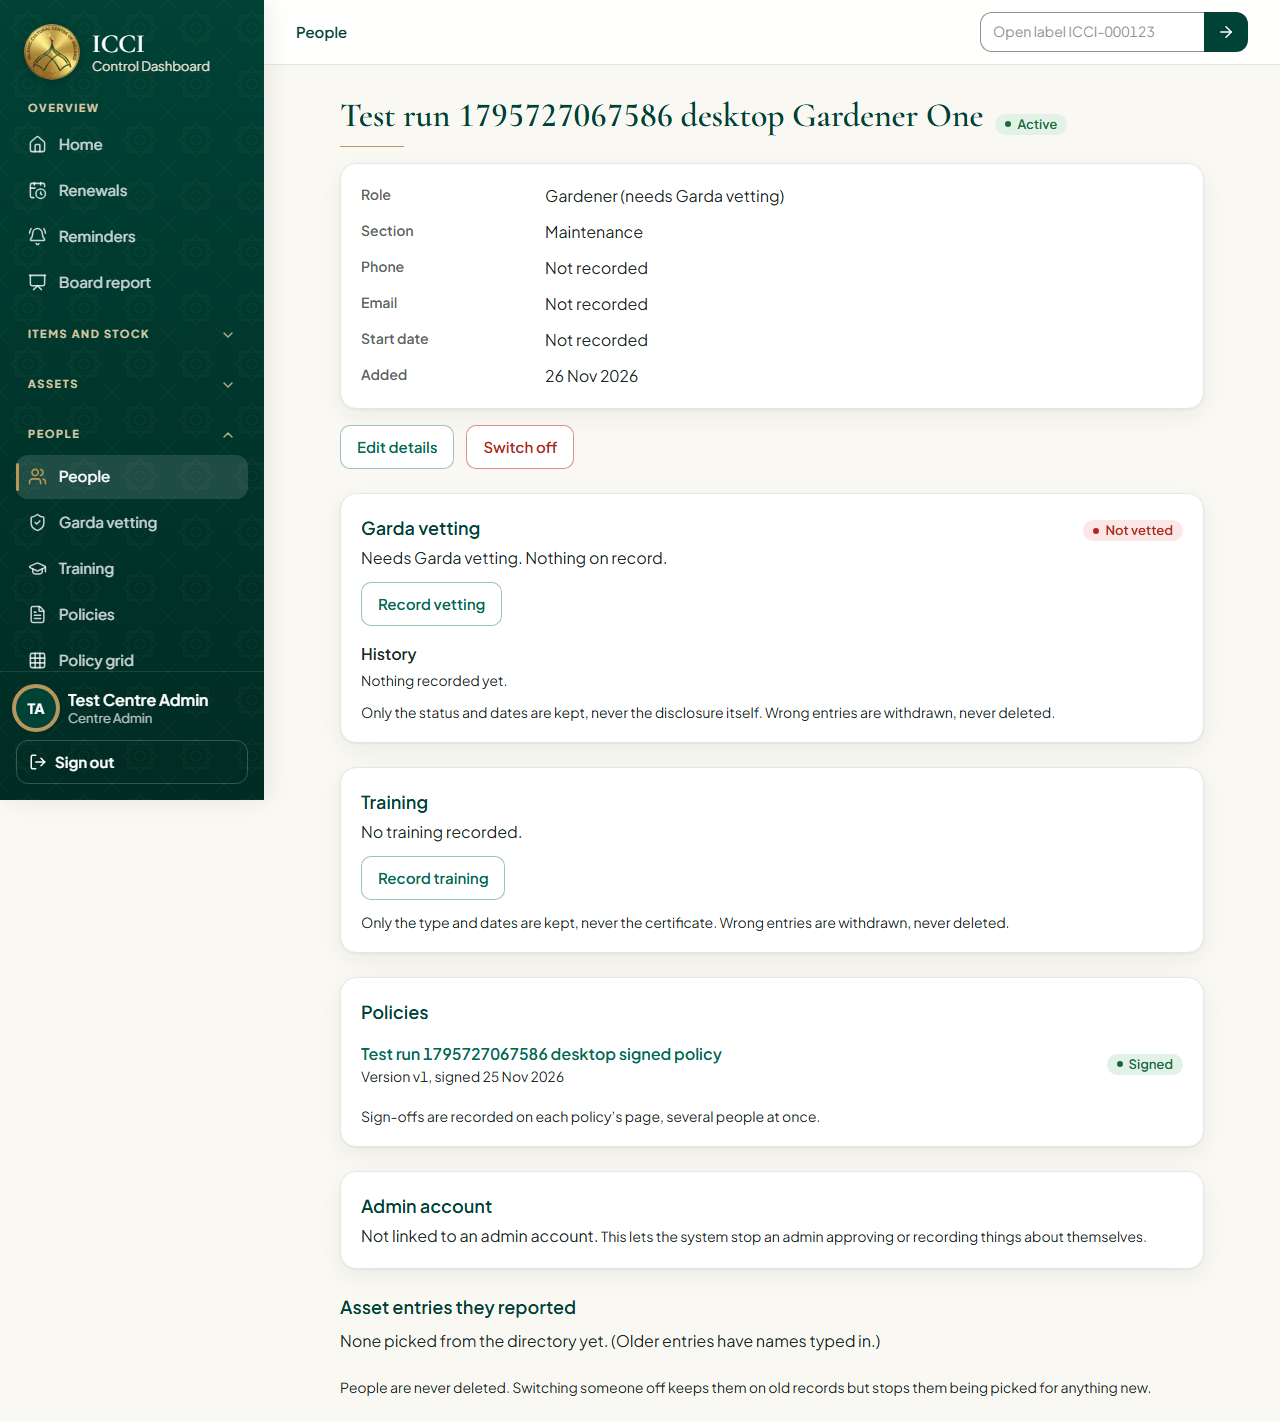 ICCI
Control Dashboard
OVERVIEW
Home
Renewals
Reminders
Board report
ITEMS AND STOCK
ASSETS
PEOPLE
People
Garda vetting
Training
Policies
Policy grid
TA
Test Centre Admin
Centre Admin
Sign out
People
Open label ICCI-000123
Test run 1795727067586 desktop Gardener One
Active
Role
Gardener (needs Garda vetting)
Section
Maintenance
Phone
Not recorded
Email
Not recorded
Start date
Not recorded
Added
26 Nov 2026
Edit details
Switch off
Garda vetting
Not vetted
Needs Garda vetting. Nothing on record.
Record vetting
History
Nothing recorded yet.
Only the status and dates are kept, never the disclosure itself. Wrong entries are withdrawn, never deleted.
Training
No training recorded.
Record training
Only the type and dates are kept, never the certificate. Wrong entries are withdrawn, never deleted.
Policies
Test run 1795727067586 desktop signed policy
Version v1, signed 25 Nov 2026
Signed
Sign-offs are recorded on each policy's page, several people at once.
Admin account
Not linked to an admin account. This lets the system stop an admin approving or recording things about themselves.
Asset entries they reported
None picked from the directory yet. (Older entries have names typed in.)
People are never deleted. Switching someone off keeps them on old records but stops them being picked for anything new.